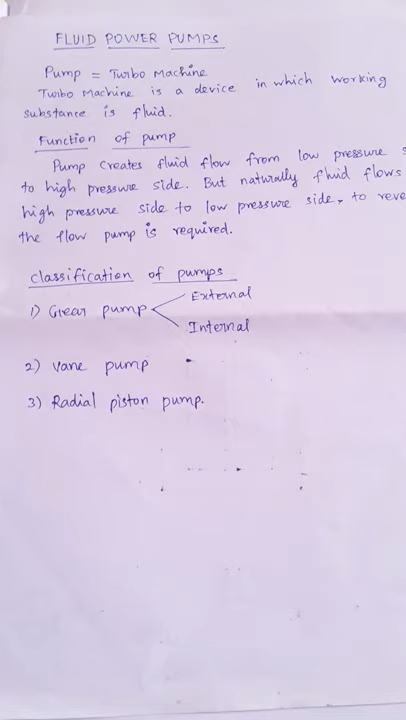 FLUID POWER PUMPS
Pump = Turbo Machine
Turbo Machine is a device in which working
substance is fluid.
Function of pump
Pump creates fluid flow from low pressure
to high pressure side. But naturally fluid flows
high pressure side to low pressure side, to reve
the flow pump is required.
classification of pumps
1) Gear pump
External
Internal
2) Vane pump
3) Radial piston pump.